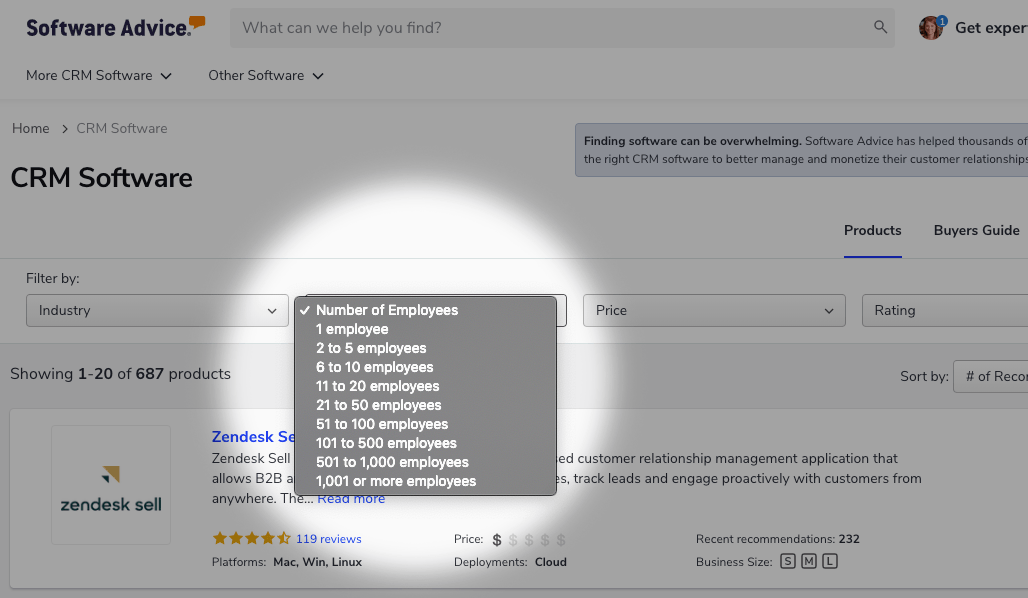 Software Advice.
What can we help you find?
1
Get exper
More CRM Software
Other Software
Home > CRM Software
Finding software can be overwhelming. Software Advice has helped thousands of
the right CRM software to better manage and monetize their customer relationships
CRM Software
Products
Buyers Guide
Filter by:
Industry
✓ Number of Employees
1 employee
2 to 5 employees
6 to 10 employees
11 to 20 employees
21 to 50 employees
51 to 100 employees
101 to 500 employees
501 to 1,000 employees
1,001 or more employees
Price
Rating
Showing 1-20 of 687 products
Sort by: # of Recor
zendesk sell
Zendesk Se
Zendesk Sell sed customer relationship management application that
allows B2B a es, track leads and engage proactively with customers from
anywhere. The... Read more
119 reviews
Price: $ $ $ $ $
Recent recommendations: 232
Platforms: Mac, Win, Linux
Deployments: Cloud
Business Size: S M L